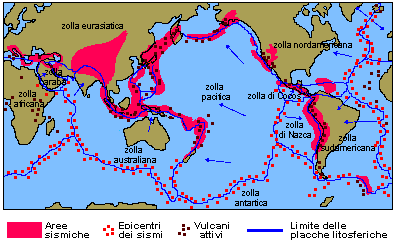 zolla eurasiatica
zolla nordamericana
zolla
araba
zolla
africana
zolla
pacifica
zolla di Cocos
zolla
di Nazca
zolla
sudamericana
zolla
australiana
zolla
antartica
Aree
sismiche
Epicentri
dei sismi
Vulcani
attivi
Limite delle
placche litosferiche